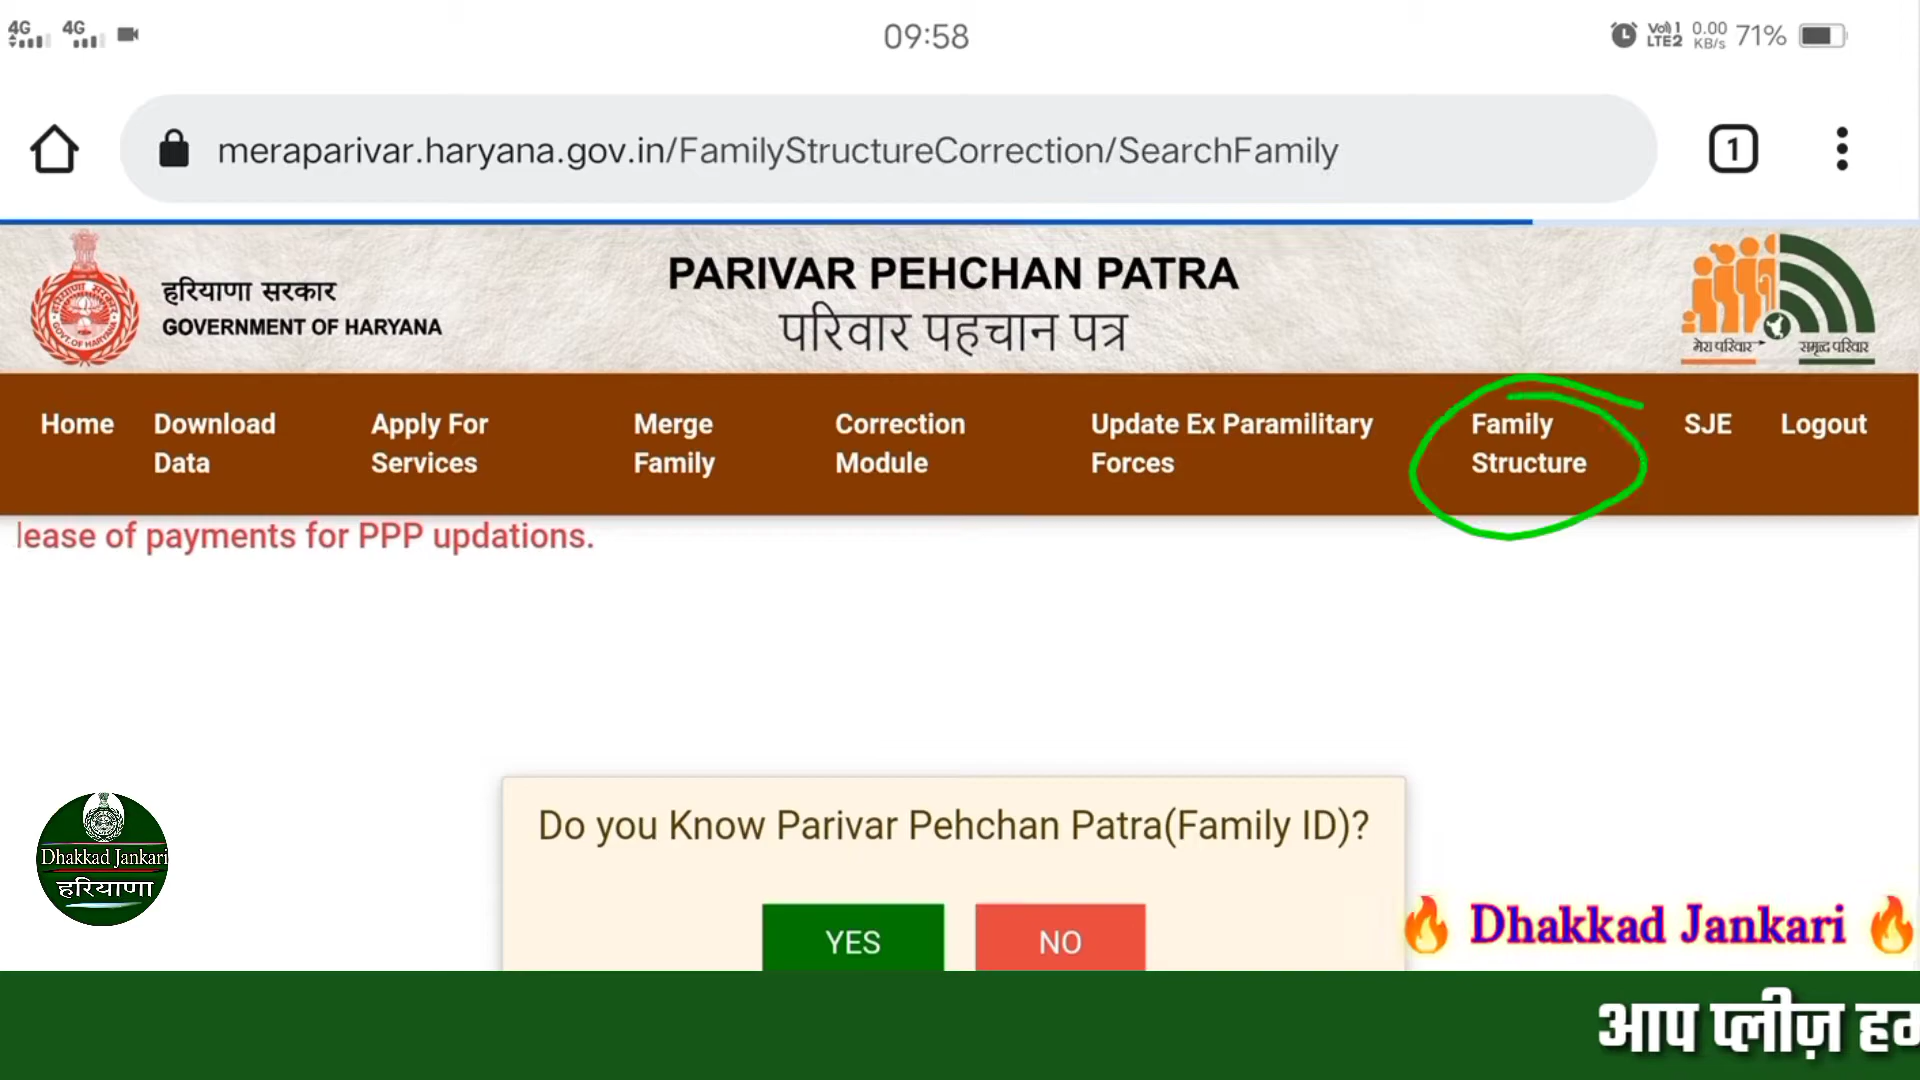 4G 4G 09:58 Vo) 1 LTE2 0.00 KB/s 71%
meraparivar.haryana.gov.in/FamilyStructureCorrection/SearchFamily 1
हरियाणा सरकार
GOVERNMENT OF HARYANA
PARIVAR PEHCHAN PATRA
परिवार पहचान पत्र
मेरा परिवार समृद्ध परिवार
Home Download Data Apply For Services Merge Family Correction Module Update Ex Paramilitary Forces Family Structure SJE Logout
lease of payments for PPP updations.
Do you Know Parivar Pehchan Patra(Family ID)?
YES NO
Dhakkad Jankari
हरियाणा
🔥 Dhakkad Jankari 🔥
आप प्लीज़